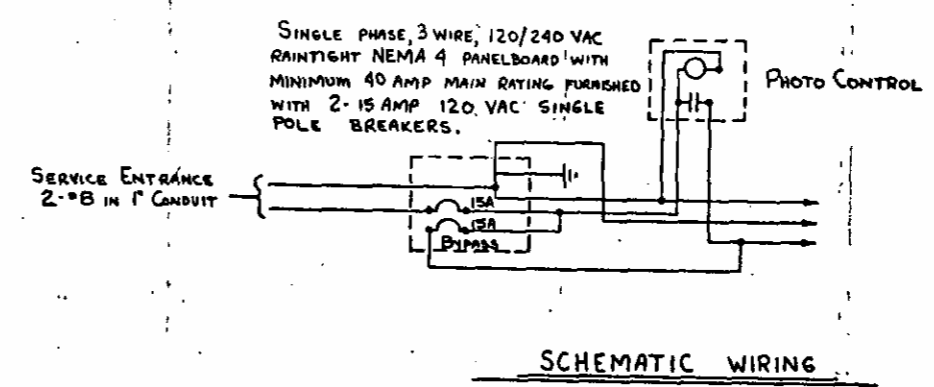 SINGLE PHASE, 3 WIRE, 120/240 VAC
RAINTIGHT NEMA 4 PANELBOARD WITH
MINIMUM 40 AMP MAIN RATING FURNISHED
WITH 2-15 AMP 120 VAC SINGLE
POLE BREAKERS.
PHOTO CONTROL
SERVICE ENTRANCE
2-#8 IN 1" CONDUIT
15A
15A
BYPASS
SCHEMATIC WIRING